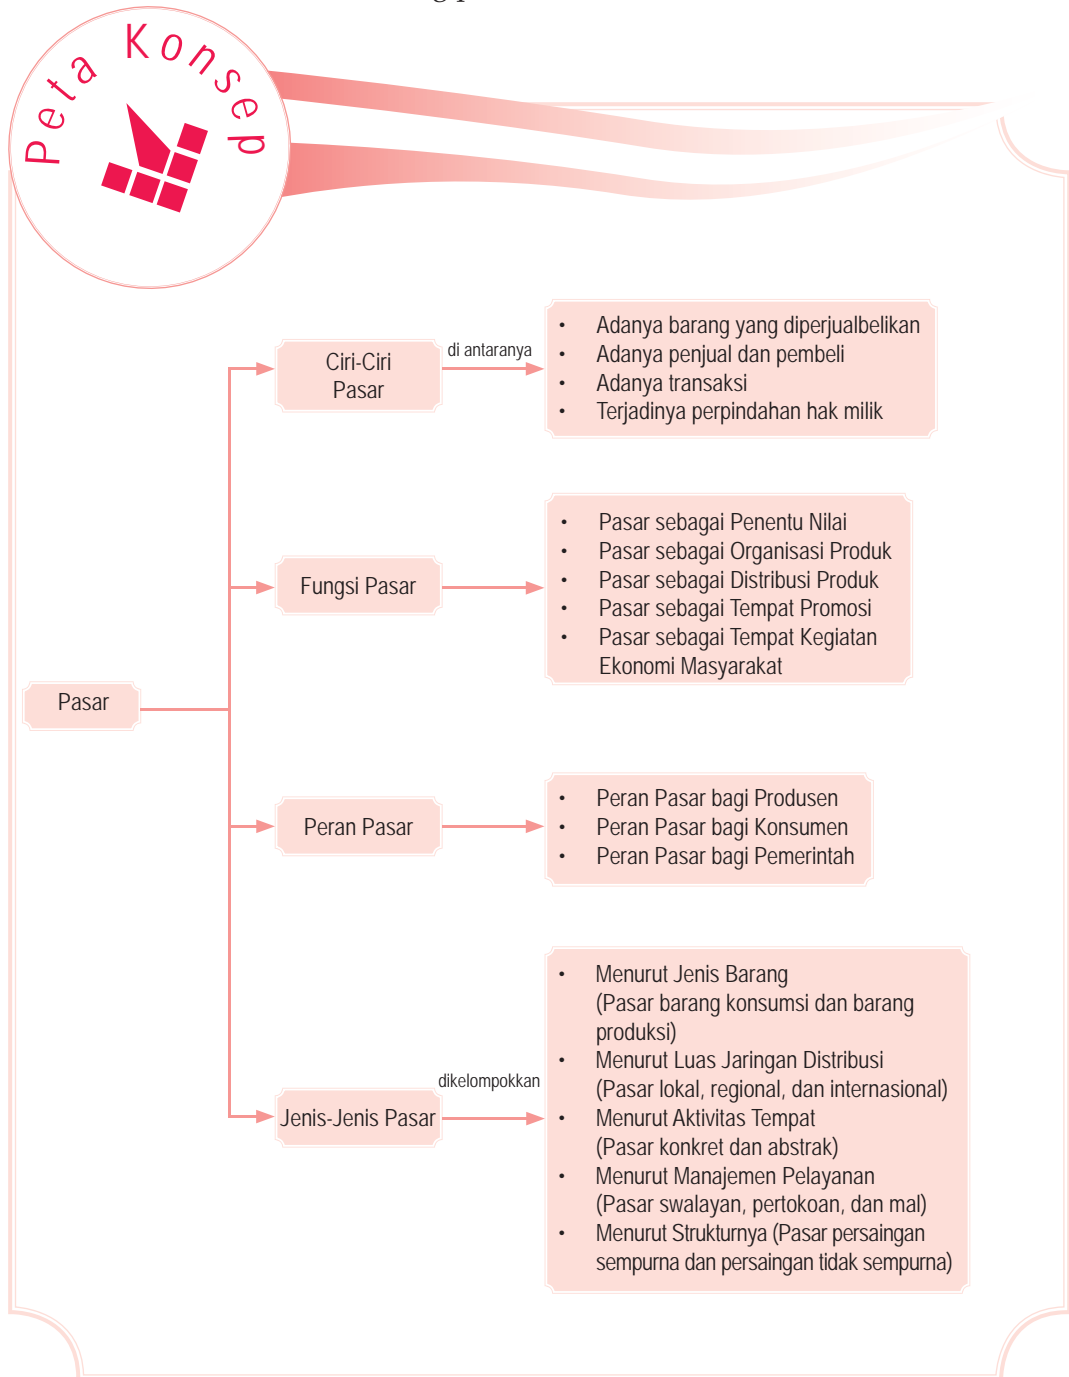 Peta Konsep
di antaranya
Ciri-Ciri
Pasar
• Adanya barang yang diperjualbelikan
• Adanya penjual dan pembeli
• Adanya transaksi
• Terjadinya perpindahan hak milik
Fungsi Pasar
• Pasar sebagai Penentu Nilai
• Pasar sebagai Organisasi Produk
• Pasar sebagai Distribusi Produk
• Pasar sebagai Tempat Promosi
• Pasar sebagai Tempat Kegiatan
Ekonomi Masyarakat
Pasar
Peran Pasar
• Peran Pasar bagi Produsen
• Peran Pasar bagi Konsumen
• Peran Pasar bagi Pemerintah
Jenis-Jenis Pasar
dikelompokkan
• Menurut Jenis Barang
(Pasar barang konsumsi dan barang
produksi)
• Menurut Luas Jaringan Distribusi
(Pasar lokal, regional, dan internasional)
• Menurut Aktivitas Tempat
(Pasar konkret dan abstrak)
• Menurut Manajemen Pelayanan
(Pasar swalayan, pertokoan, dan mal)
• Menurut Strukturnya (Pasar persaingan
sempurna dan persaingan tidak sempurna)